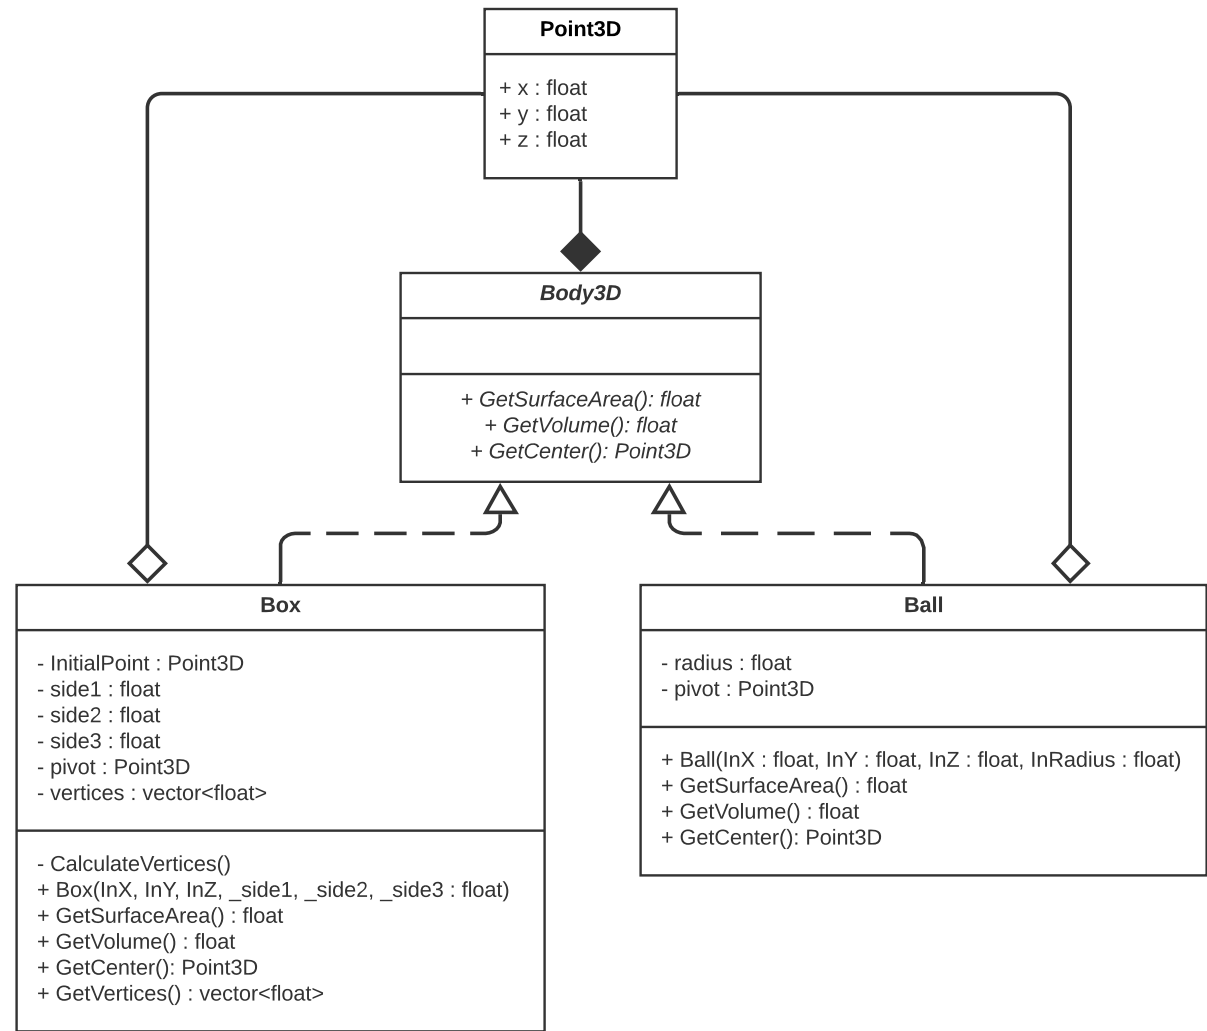 Point3D
+ x : float
+ y : float
+ z : float
Body3D
+ GetSurfaceArea(): float
+ GetVolume(): float
+ GetCenter(): Point3D
Box
- InitialPoint : Point3D
- side1 : float
- side2 : float
- side3 : float
- pivot : Point3D
- vertices : vector<float>
- CalculateVertices()
+ Box(InX, InY, InZ, _side1, _side2, _side3 : float)
+ GetSurfaceArea() : float
+ GetVolume() : float
+ GetCenter(): Point3D
+ GetVertices() : vector<float>
Ball
- radius : float
- pivot : Point3D
+ Ball(InX : float, InY : float, InZ : float, InRadius : float)
+ GetSurfaceArea() : float
+ GetVolume() : float
+ GetCenter(): Point3D